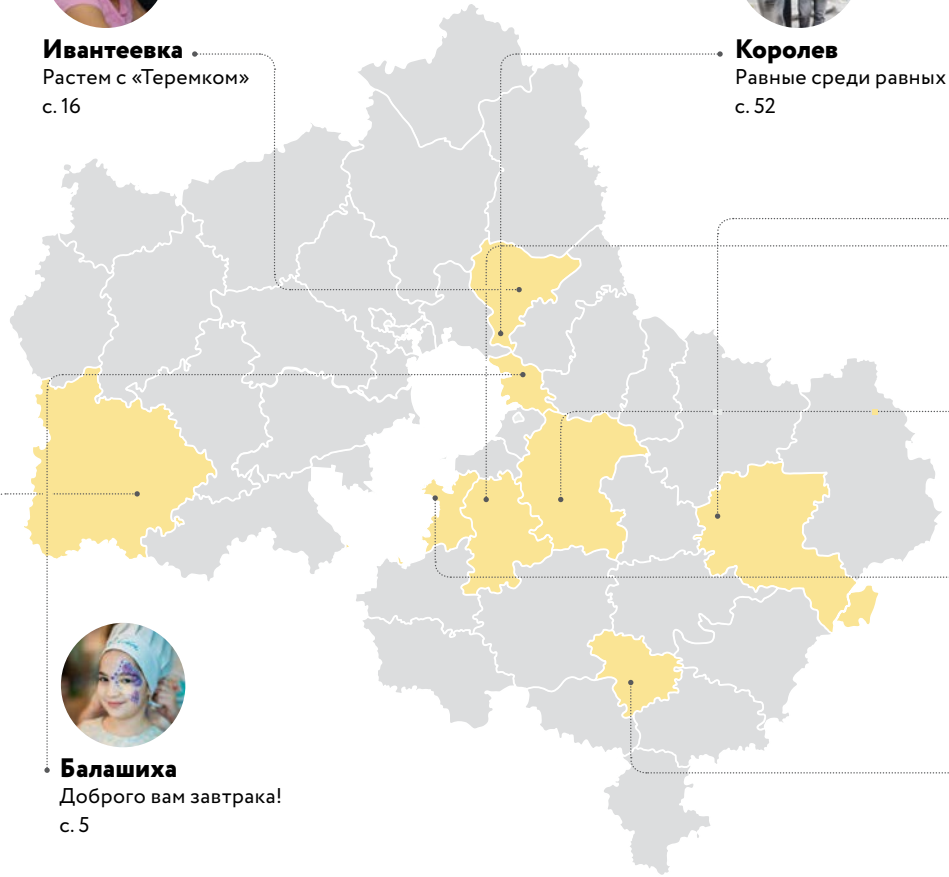 Ивантеевка
Растем с «Теремком»
с. 16
Королев
Равные среди равных
с. 52
Балашиха
Доброго вам завтрака!
с. 5